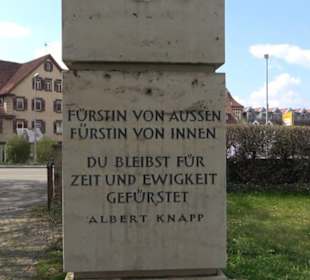 FÜRSTIN VON AUSSEN
FÜRSTIN VON INNEN
DU BLEIBST FÜR
ZEIT UND EWIGKEIT
GEFÜRSTET
ALBERT KNAPP